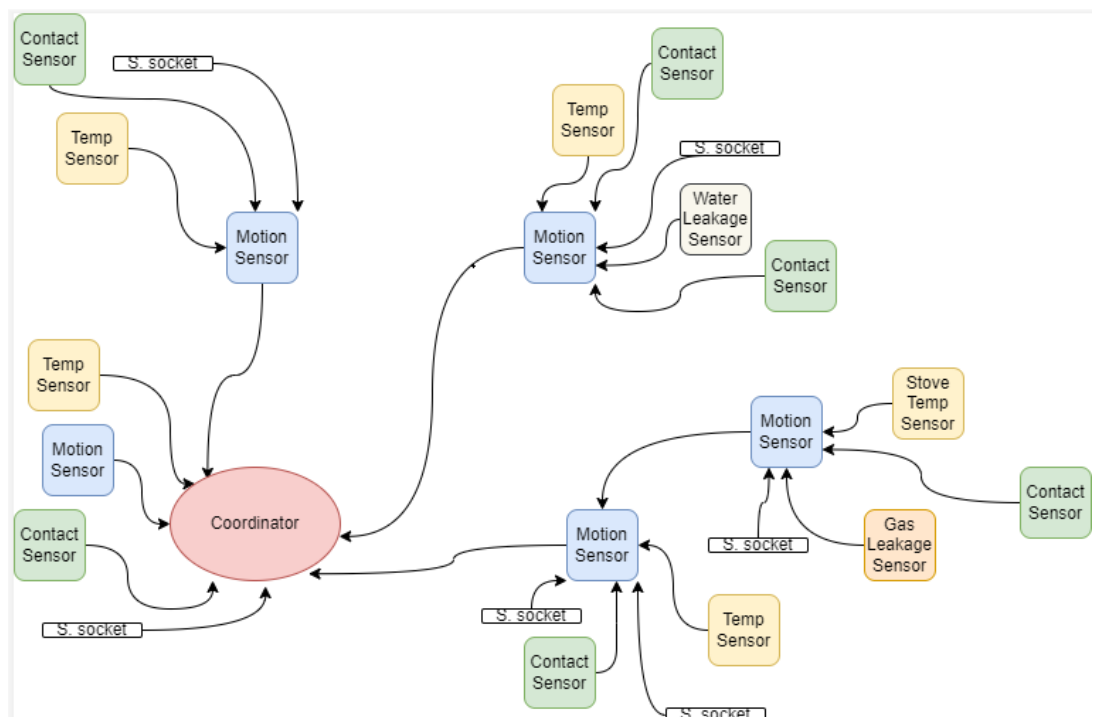 Contact
Sensor
S. socket
Temp
Sensor
Motion
Sensor
Contact
Sensor
Temp
Sensor
S. socket
Water
Leakage
Sensor
Motion
Sensor
Contact
Sensor
Temp
Sensor
Motion
Sensor
Contact
Sensor
S. socket
Coordinator
Stove
Temp
Sensor
Motion
Sensor
Contact
Sensor
Gas
Leakage
Sensor
S. socket
Motion
Sensor
S. socket
Temp
Sensor
Contact
Sensor
S. socket